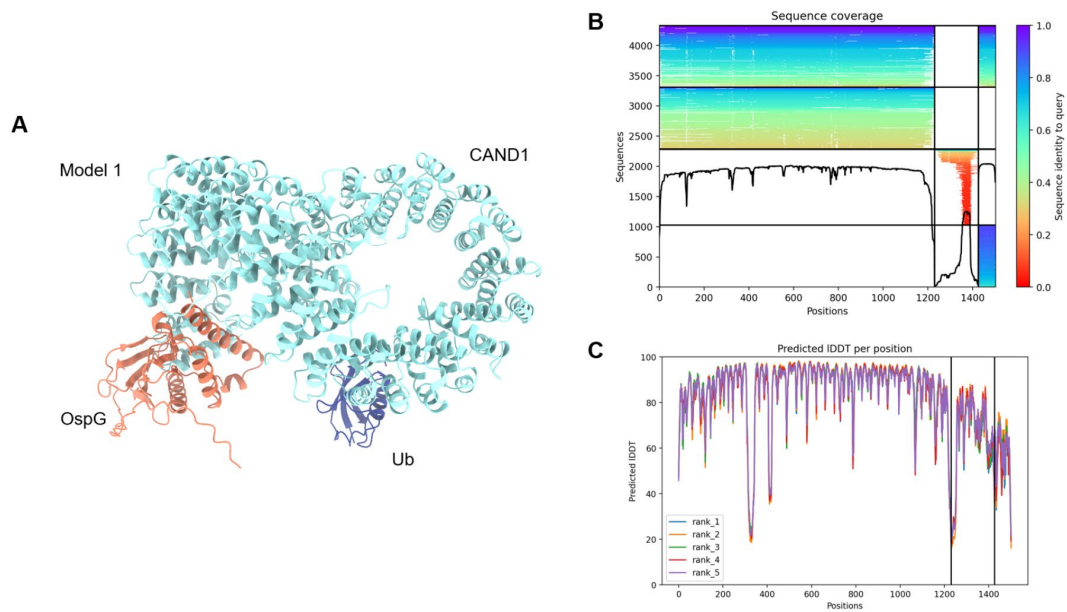 A
Model 1
CAND1
OspG
Ub
B
Sequence coverage
4000
3500
3000
2500
2000
1500
1000
500
0
Sequences
0 200 400 600 800 1000 1200 1400
Positions
1.0
0.8
0.6
0.4
0.2
0.0
Sequence identity to query
C
Predicted lDDT per position
100
80
60
40
20
0
Predicted lDDT
rank_1
rank_2
rank_3
rank_4
rank_5
0 200 400 600 800 1000 1200 1400
Positions